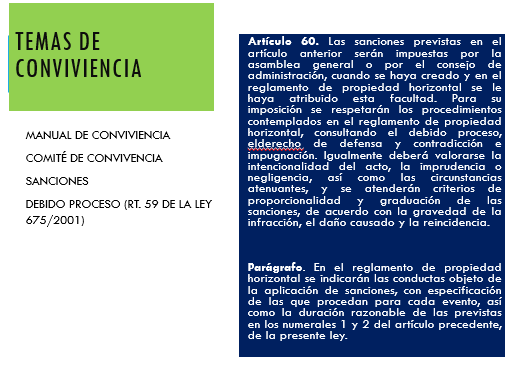 TEMAS DE
CONVIVIENCIA
MANUAL DE CONVIVIENCIA
COMITÉ DE CONVIVENCIA
SANCIONES
DEBIDO PROCESO (RT. 59 DE LA LEY
675/2001)
Artículo 60. Las sanciones previstas en el
artículo anterior serán impuestas por la
asamblea general o por el consejo de
administración, cuando se haya creado y en el
reglamento de propiedad horizontal se le
haya atribuido esta facultad. Para su
imposición se respetarán los procedimientos
contemplados en el reglamento de propiedad
horizontal, consultando el debido proceso,
elderecho de defensa y contradicción e
impugnación. Igualmente deberá valorarse la
intencionalidad del acto, la imprudencia o
negligencia, así como las circunstancias
atenuantes, y se atenderán criterios de
proporcionalidad y graduación de las
sanciones, de acuerdo con la gravedad de la
infracción, el daño causado y la reincidencia.
Parágrafo. En el reglamento de propiedad
horizontal se indicarán las conductas objeto de
la aplicación de sanciones, con especificación
de las que procedan para cada evento, así
como la duración razonable de las previstas
en los numerales 1 y 2 del artículo precedente,
de la presente ley.